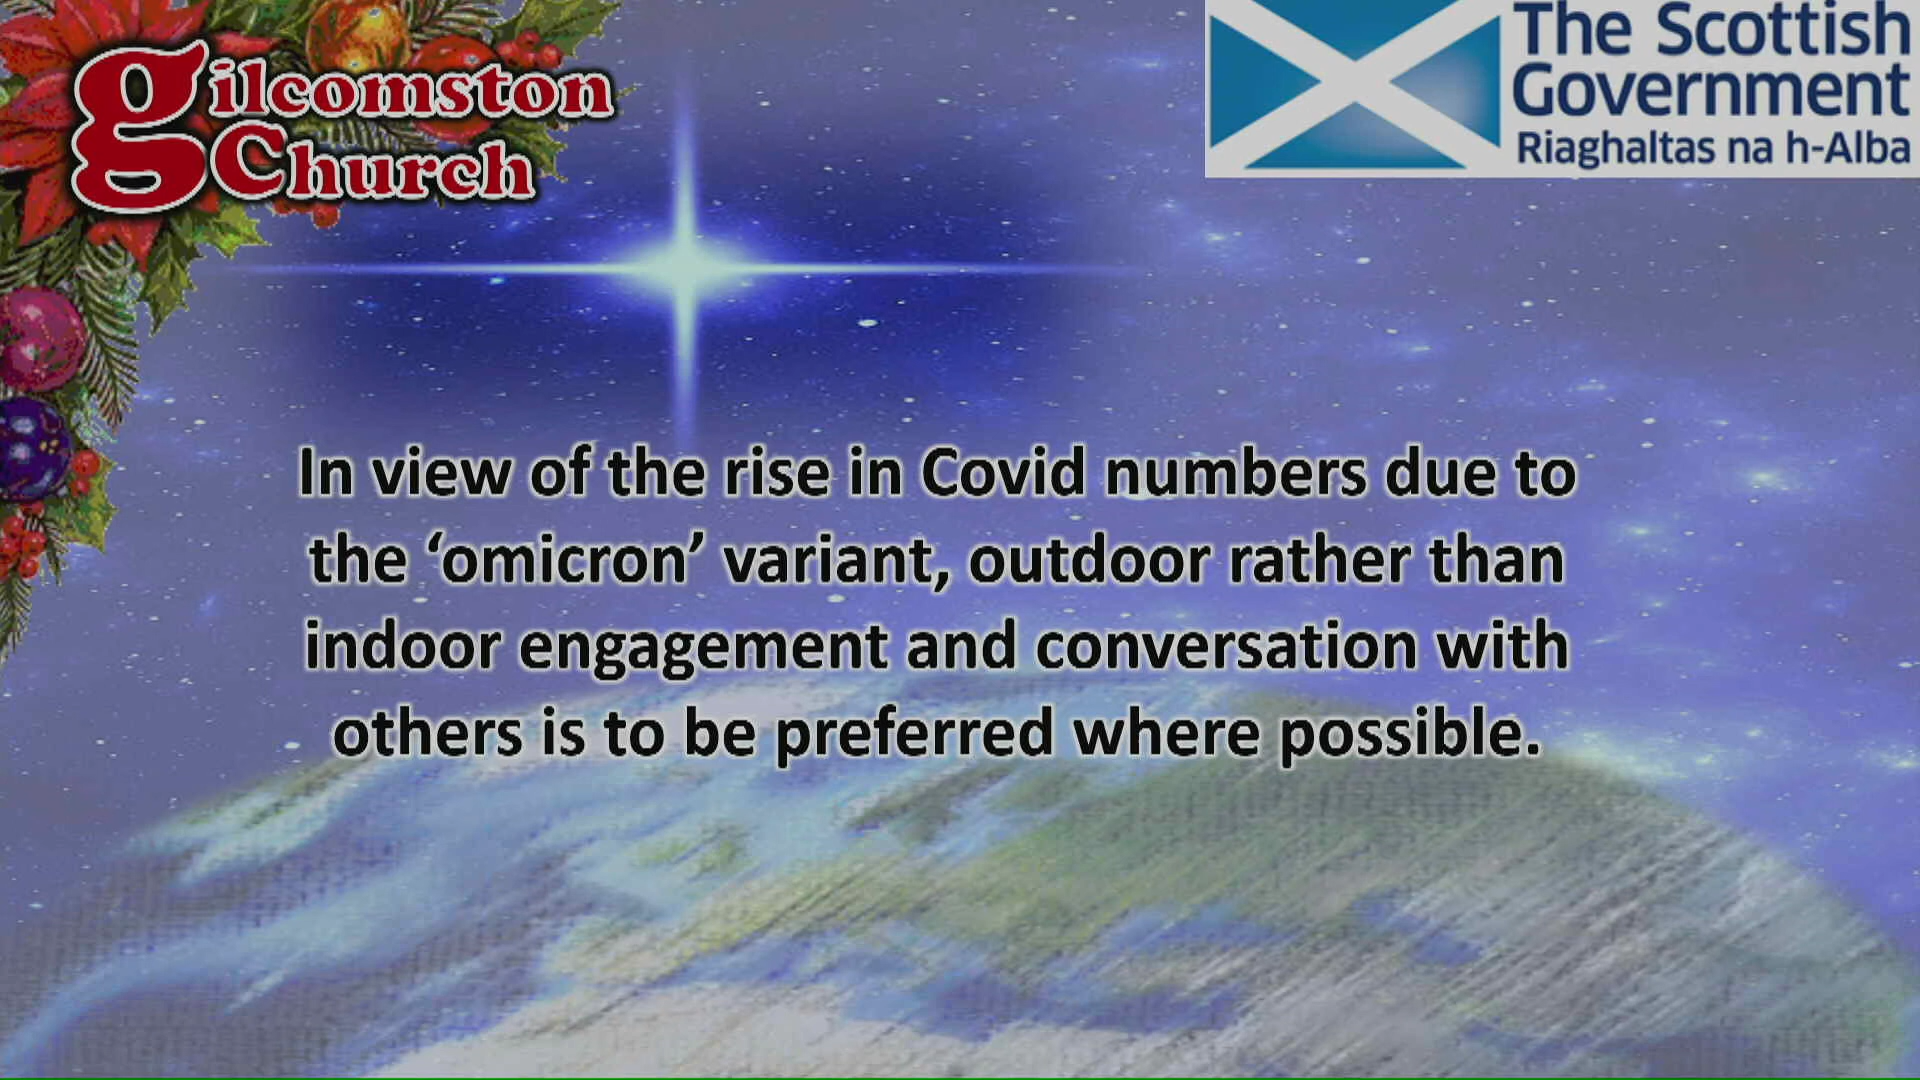 gilcomston
Church
The Scottish
Government
Riaghaltas na h-Alba
In view of the rise in Covid numbers due to
the ‘omicron’ variant, outdoor rather than
indoor engagement and conversation with
others is to be preferred where possible.